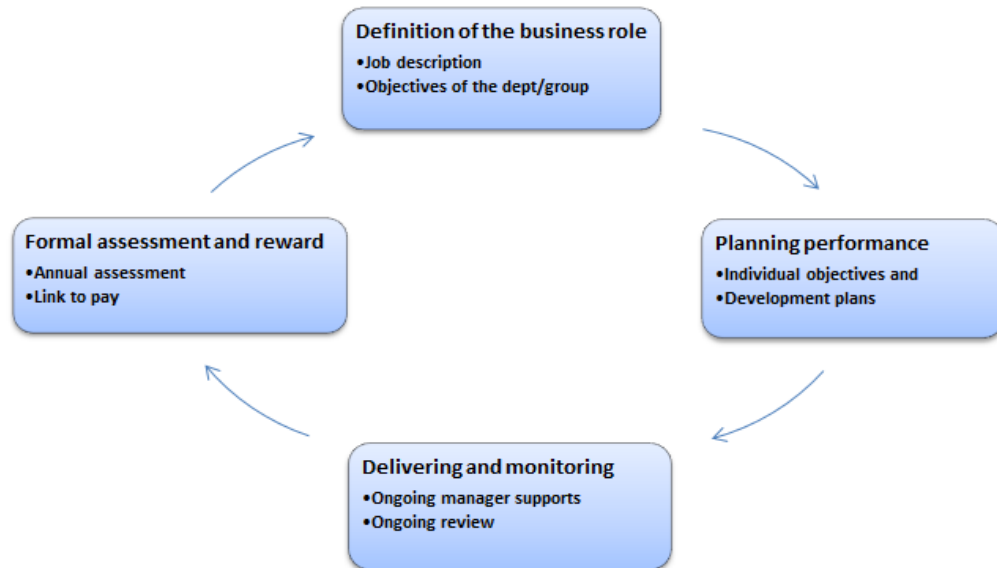 Definition of the business role
•Job description
•Objectives of the dept/group
Formal assessment and reward
•Annual assessment
•Link to pay
Planning performance
•Individual objectives and
•Development plans
Delivering and monitoring
•Ongoing manager supports
•Ongoing review